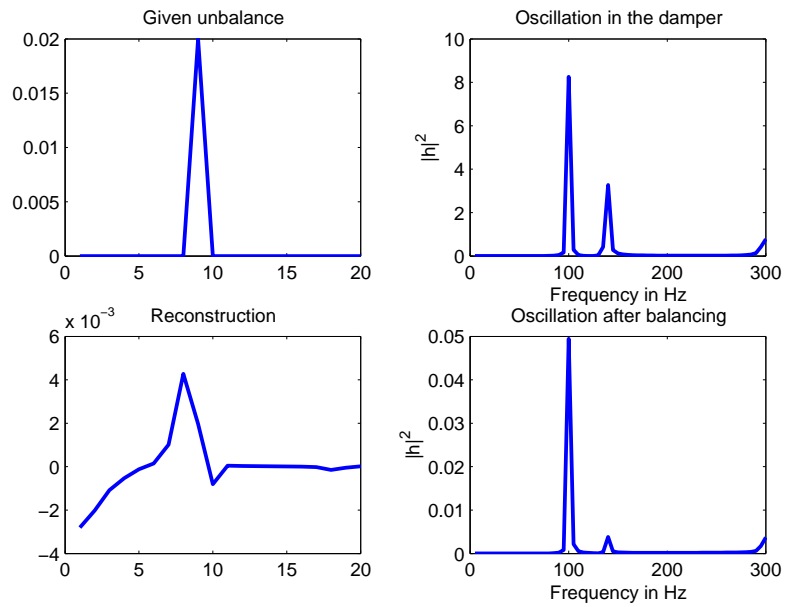 Given unbalance
0.02
0.015
0.01
0.005
0
0 5 10 15 20
Oscillation in the damper
|h|²
10
8
6
4
2
0
0 100 200 300
Frequency in Hz
Reconstruction
x 10⁻³
6
4
2
0
−2
−4
0 5 10 15 20
Oscillation after balancing
|h|²
0.05
0.04
0.03
0.02
0.01
0
0 100 200 300
Frequency in Hz